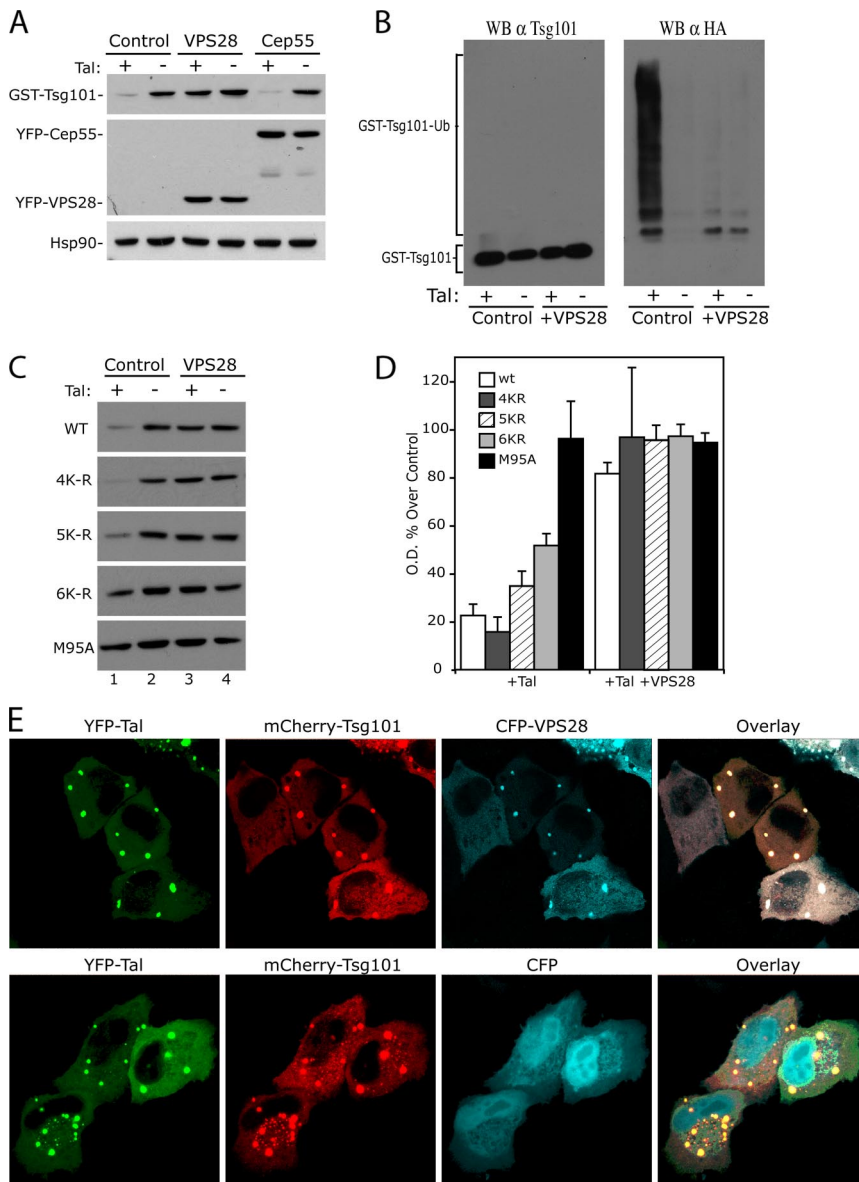 A
Control VPS28 Cep55
Tal: + - + - + -
GST-Tsg101-
YFP-Cep55-
YFP-VPS28-
Hsp90-
B
WB α Tsg101 WB α HA
GST-Tsg101-Ub
GST-Tsg101
Tal: + - + - + - + -
Control +VPS28 Control +VPS28
C
Control VPS28
Tal: + - + -
WT
4K-R
5K-R
6K-R
M95A
1 2 3 4
D
O.D. % Over Control
120
100
80
60
40
20
0
wt
4KR
5KR
6KR
M95A
+Tal +Tal +VPS28
E
YFP-Tal mCherry-Tsg101 CFP-VPS28 Overlay
YFP-Tal mCherry-Tsg101 CFP Overlay